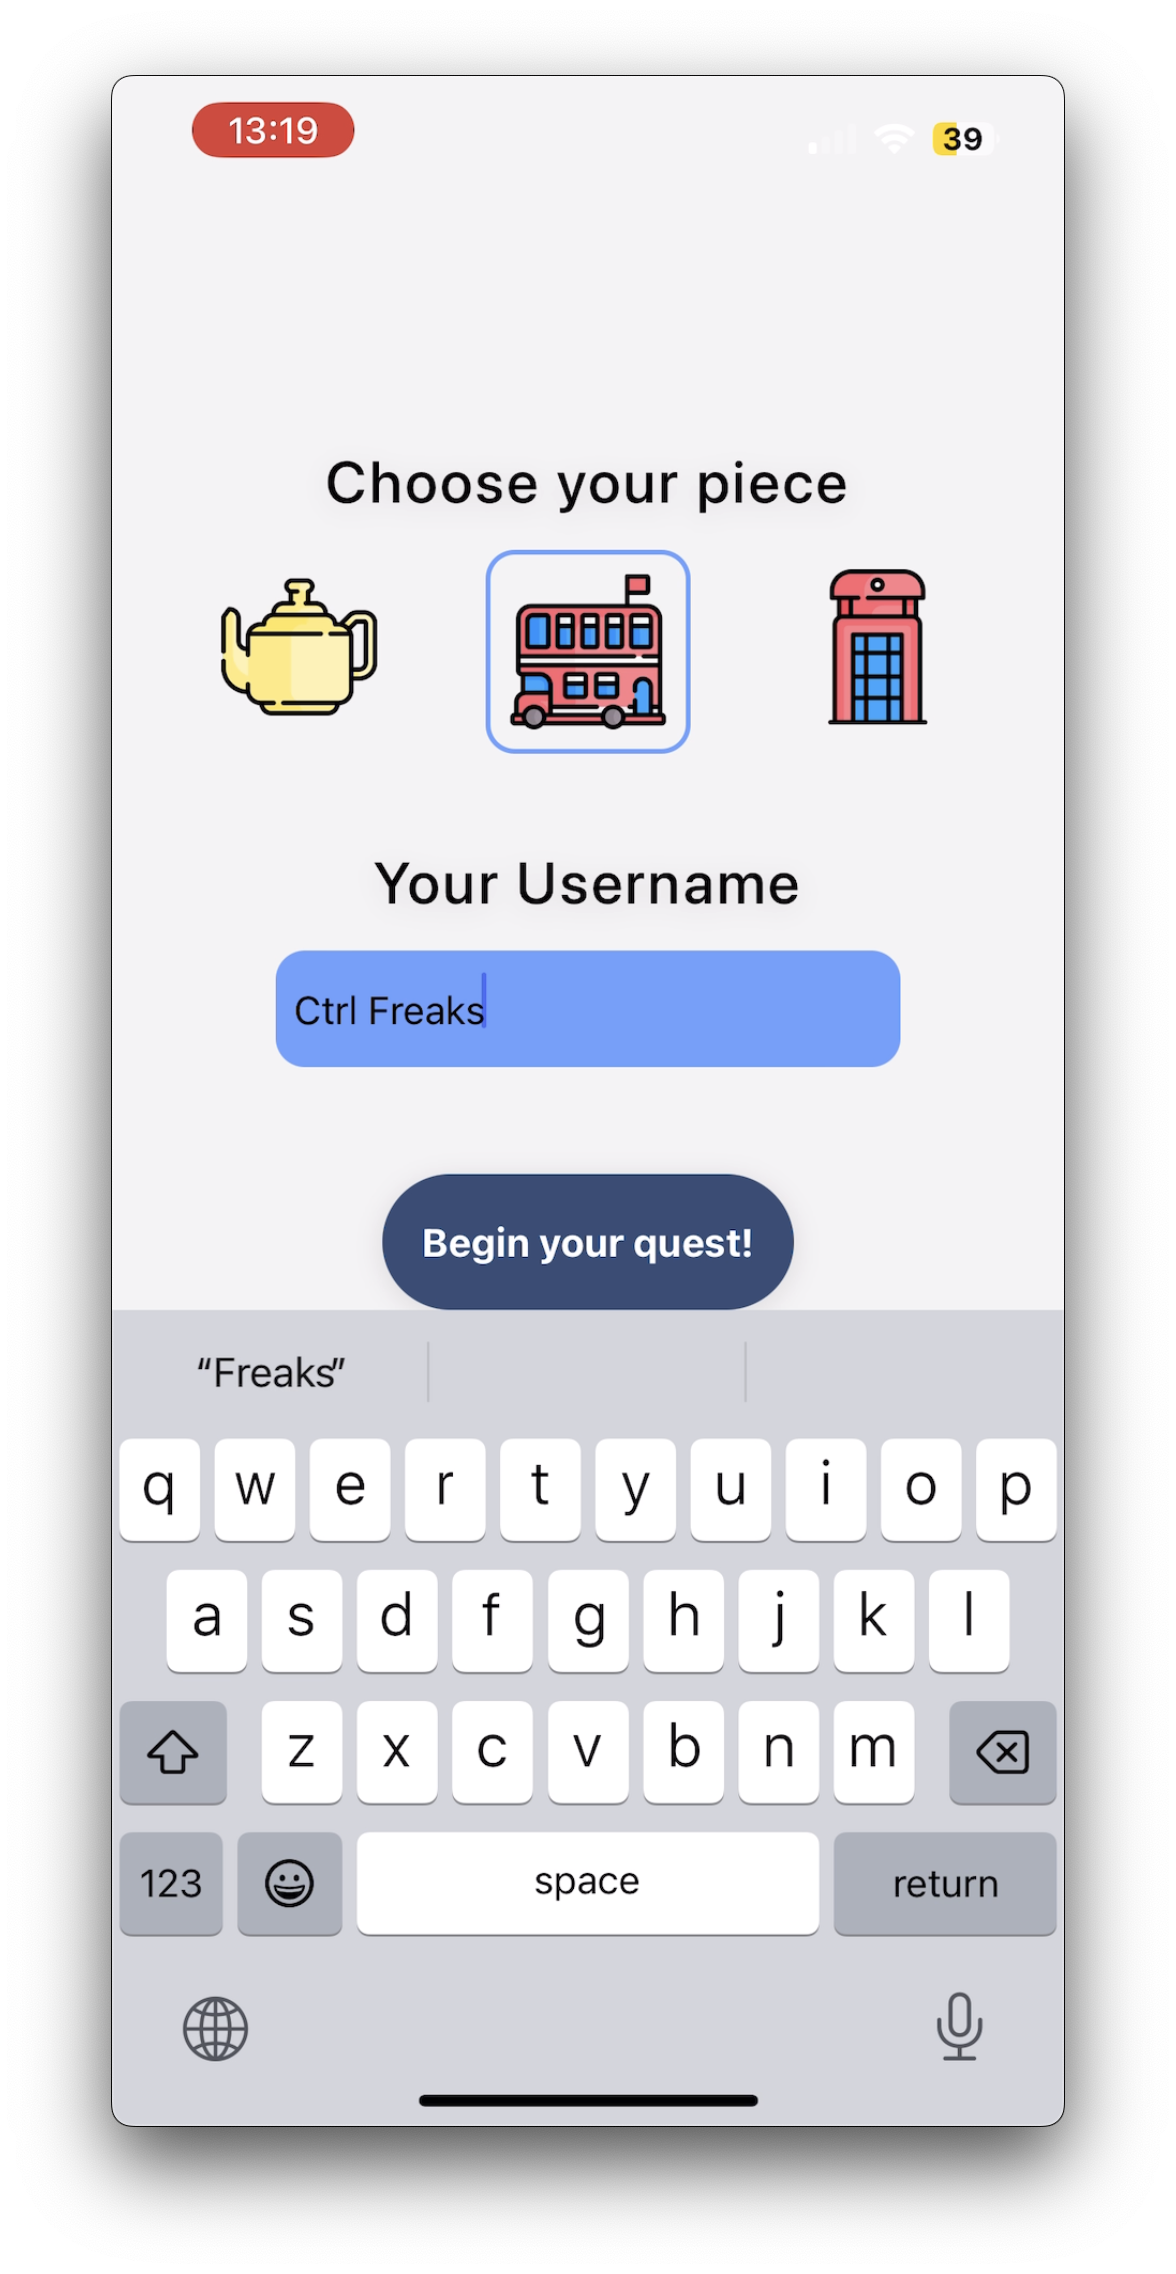 13:19 39
Choose your piece
Your Username
Ctrl Freaks
Begin your quest!
“Freaks”
q w e r t y u i o p
a s d f g h j k l
z x c v b n m
123 space return